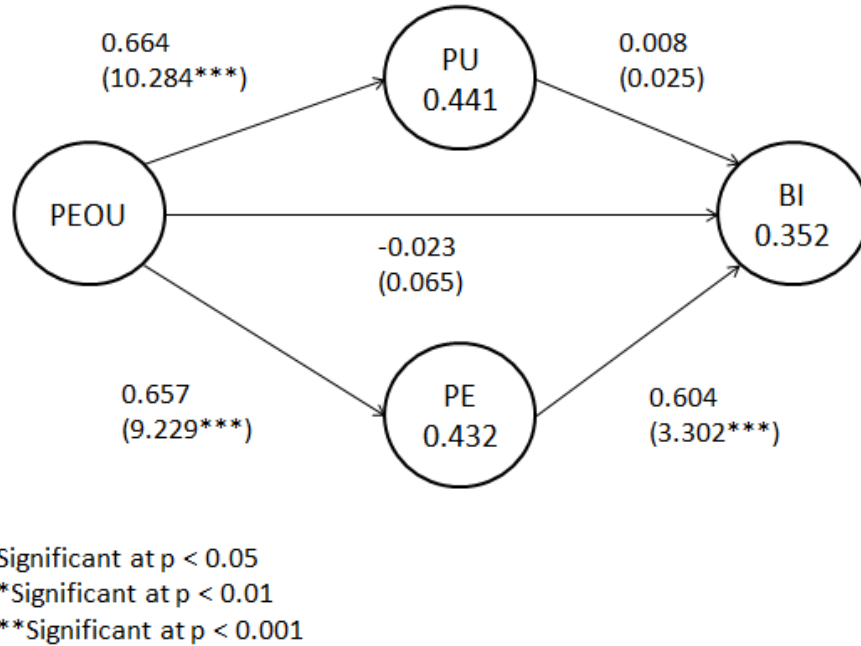 0.664
(10.284***)
PU
0.441
0.008
(0.025)
PEOU
-0.023
(0.065)
BI
0.352
0.657
(9.229***)
PE
0.432
0.604
(3.302***)
Significant at p < 0.05
*Significant at p < 0.01
**Significant at p < 0.001